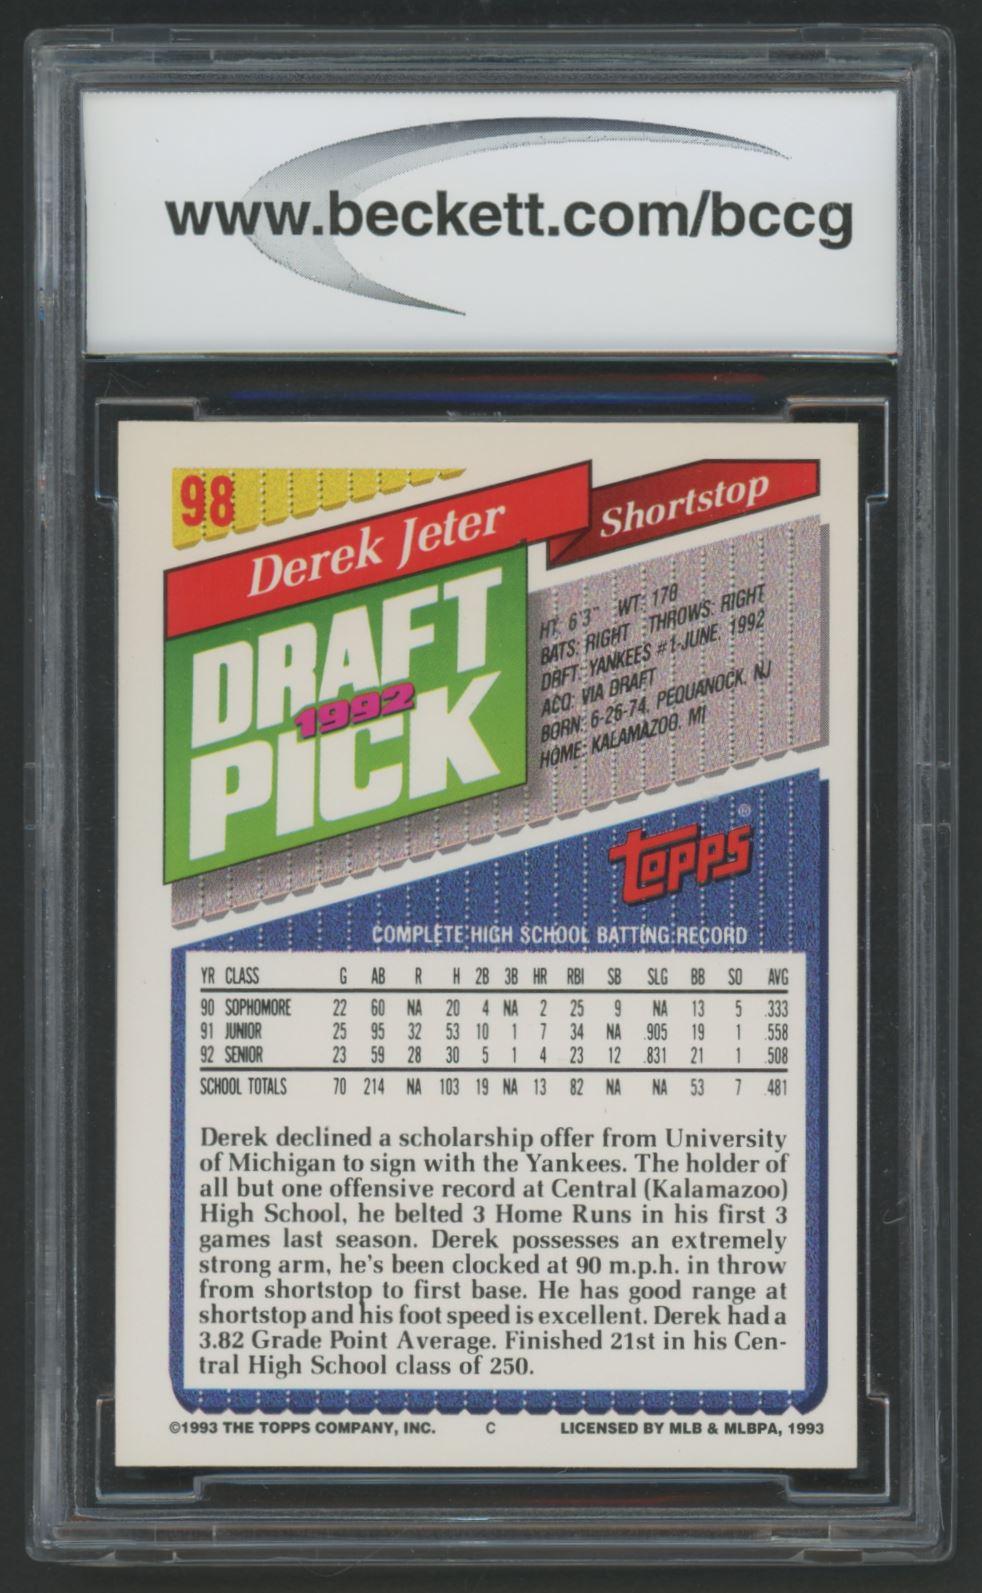 www.beckett.com/bccg
98
Derek Jeter
Shortstop
DRAFT
1992
PICK
HT: 6'3" WT: 178
BATS: RIGHT THROWS: RIGHT
DRFT: YANKEES #1-JUNE, 1992
ACQ: VIA DRAFT
BORN: 6-26-74, PEQUANOCK, NJ
HOME: KALAMAZOO, MI
topps®
COMPLETE HIGH SCHOOL BATTING RECORD
YR CLASS G AB R H 2B 3B HR RBI SB SLG BB SO AVG
90 SOPHOMORE 22 60 NA 20 4 NA 2 25 9 NA 13 5 .333
91 JUNIOR 25 95 32 53 10 1 7 34 NA .905 19 1 .558
92 SENIOR 23 59 28 30 5 1 4 23 12 .831 21 1 .508
SCHOOL TOTALS 70 214 NA 103 19 NA 13 82 NA NA 53 7 .481
Derek declined a scholarship offer from University
of Michigan to sign with the Yankees. The holder of
all but one offensive record at Central (Kalamazoo)
High School, he belted 3 Home Runs in his first 3
games last season. Derek possesses an extremely
strong arm, he's been clocked at 90 m.p.h. in throw
from shortstop to first base. He has good range at
shortstop and his foot speed is excellent. Derek had a
3.82 Grade Point Average. Finished 21st in his Cen-
tral High School class of 250.
©1993 THE TOPPS COMPANY, INC. C LICENSED BY MLB & MLBPA, 1993